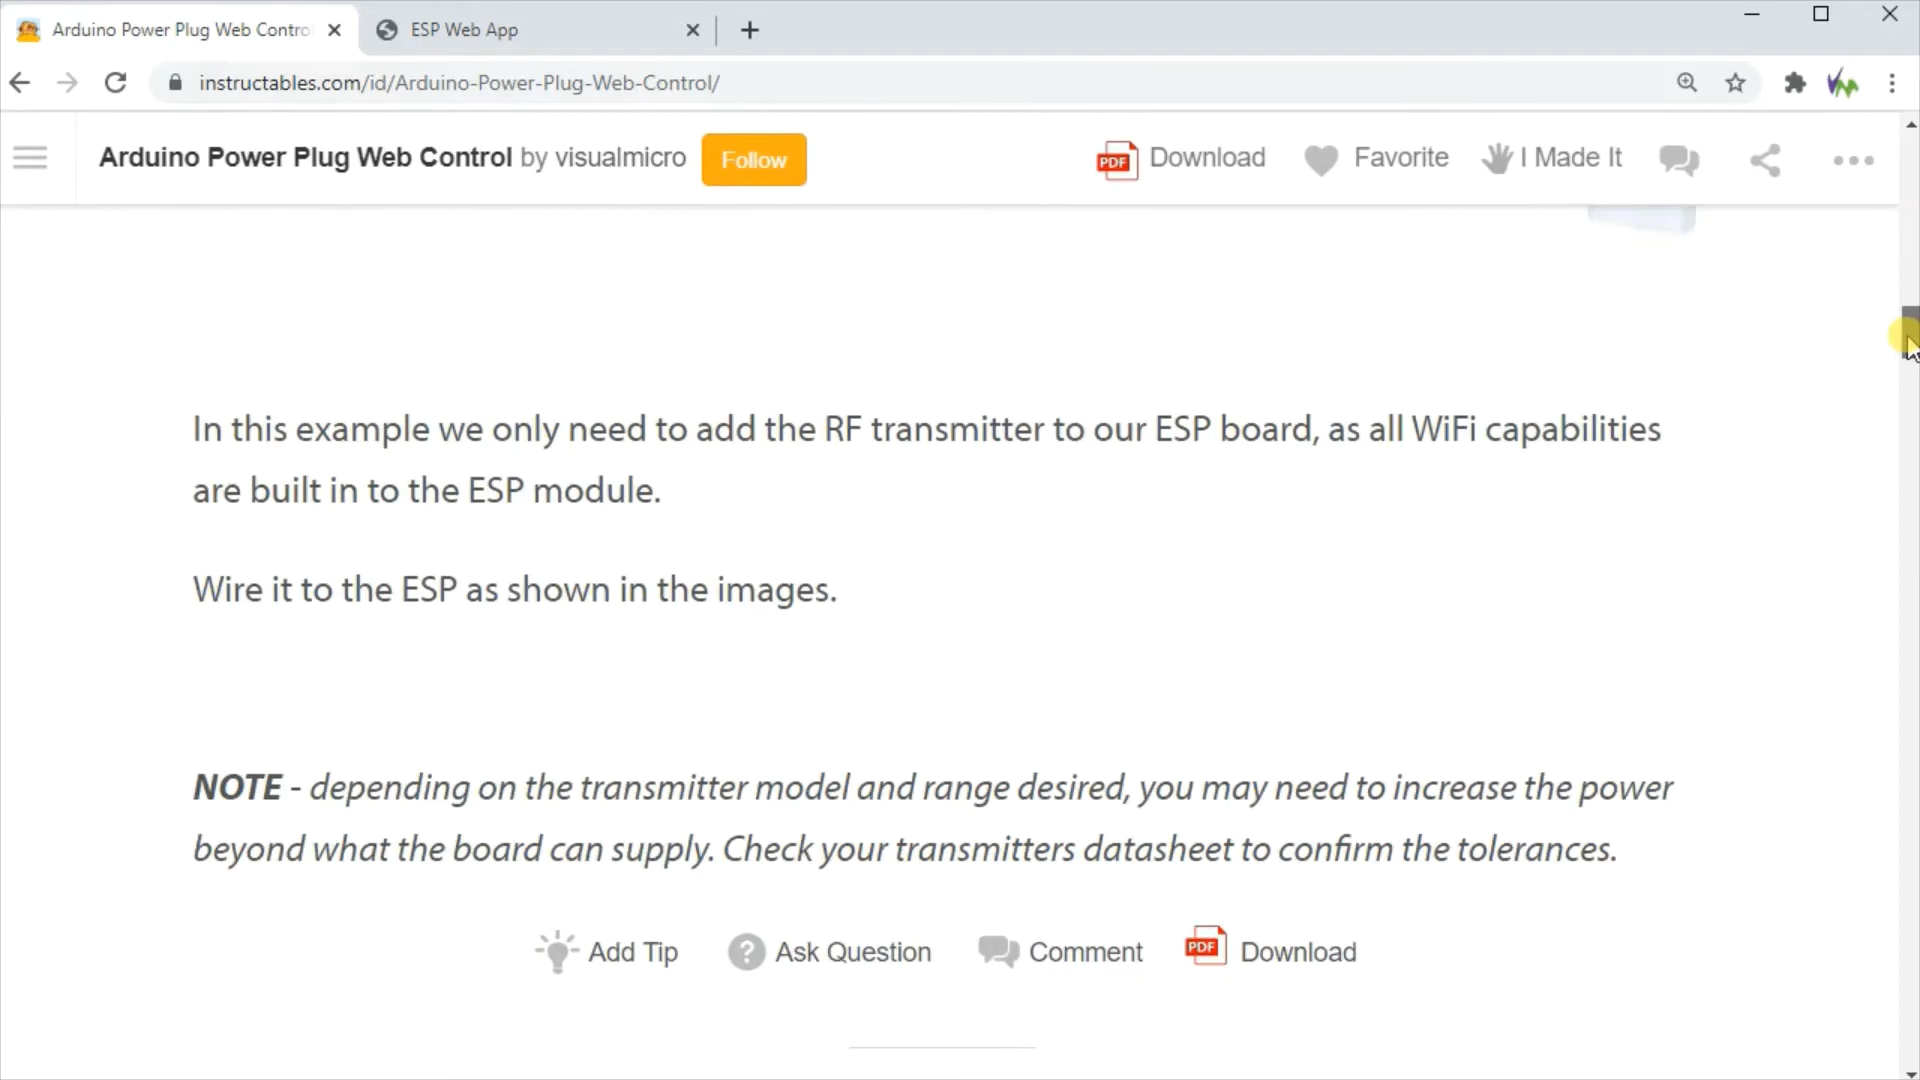 Arduino Power Plug Web Contro
ESP Web App
instructables.com/id/Arduino-Power-Plug-Web-Control/
Arduino Power Plug Web Control by visualmicro
Follow
PDF Download
Favorite
I Made It
In this example we only need to add the RF transmitter to our ESP board, as all WiFi capabilities
are built in to the ESP module.
Wire it to the ESP as shown in the images.
NOTE - depending on the transmitter model and range desired, you may need to increase the power
beyond what the board can supply. Check your transmitters datasheet to confirm the tolerances.
Add Tip
? Ask Question
Comment
PDF Download